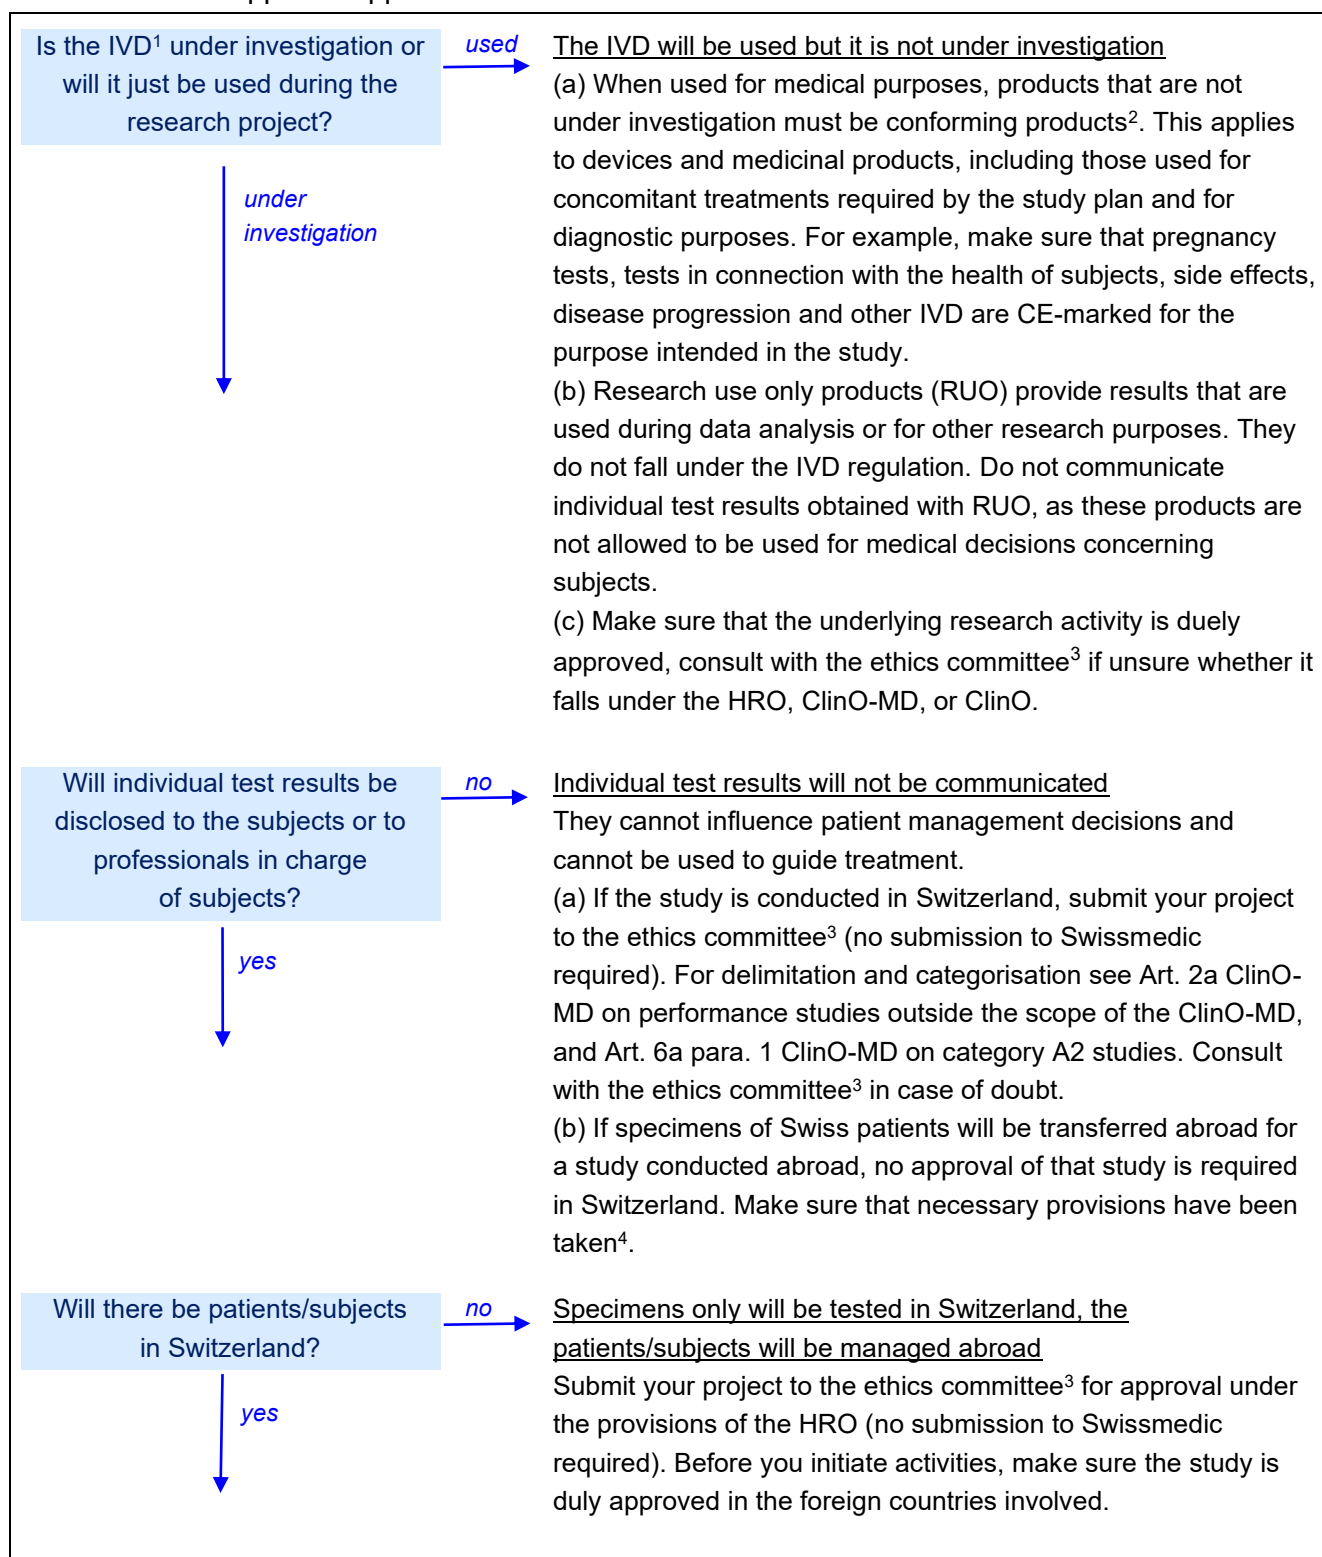 Is the IVD¹ under investigation or
will it just be used during the
research project?
used
under
investigation
The IVD will be used but it is not under investigation
(a) When used for medical purposes, products that are not
under investigation must be conforming products². This applies
to devices and medicinal products, including those used for
concomitant treatments required by the study plan and for
diagnostic purposes. For example, make sure that pregnancy
tests, tests in connection with the health of subjects, side effects,
disease progression and other IVD are CE-marked for the
purpose intended in the study.
(b) Research use only products (RUO) provide results that are
used during data analysis or for other research purposes. They
do not fall under the IVD regulation. Do not communicate
individual test results obtained with RUO, as these products are
not allowed to be used for medical decisions concerning
subjects.
(c) Make sure that the underlying research activity is duely
approved, consult with the ethics committee³ if unsure whether it
falls under the HRO, ClinO-MD, or ClinO.
Will individual test results be
disclosed to the subjects or to
professionals in charge
of subjects?
no
yes
Individual test results will not be communicated
They cannot influence patient management decisions and
cannot be used to guide treatment.
(a) If the study is conducted in Switzerland, submit your project
to the ethics committee³ (no submission to Swissmedic
required). For delimitation and categorisation see Art. 2a ClinO-
MD on performance studies outside the scope of the ClinO-MD,
and Art. 6a para. 1 ClinO-MD on category A2 studies. Consult
with the ethics committee³ in case of doubt.
(b) If specimens of Swiss patients will be transferred abroad for
a study conducted abroad, no approval of that study is required
in Switzerland. Make sure that necessary provisions have been
taken⁴.
Will there be patients/subjects
in Switzerland?
no
yes
Specimens only will be tested in Switzerland, the
patients/subjects will be managed abroad
Submit your project to the ethics committee³ for approval under
the provisions of the HRO (no submission to Swissmedic
required). Before you initiate activities, make sure the study is
duly approved in the foreign countries involved.